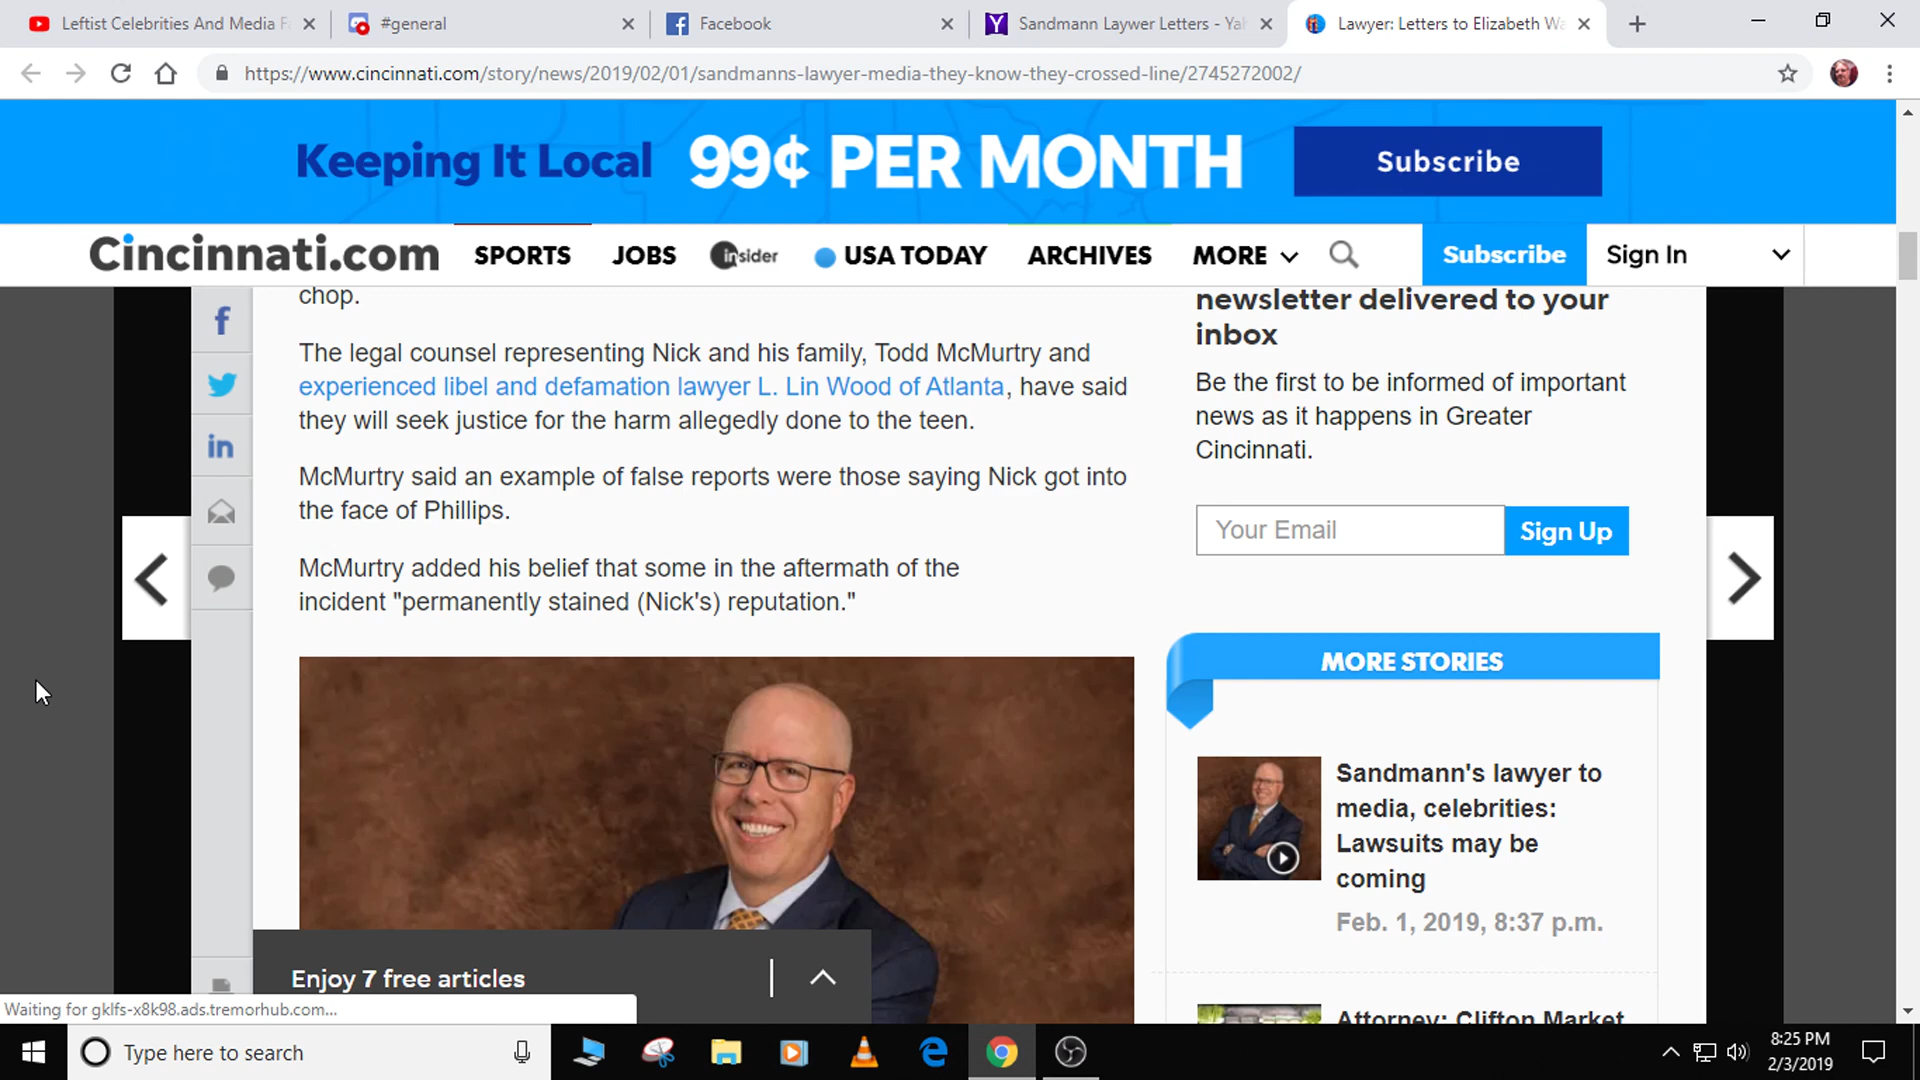 Leftist Celebrities And Media F
#general
Facebook
Sandmann Laywer Letters - Yah
Lawyer: Letters to Elizabeth Wa
https://www.cincinnati.com/story/news/2019/02/01/sandmanns-lawyer-media-they-know-they-crossed-line/2745272002/
Keeping It Local 99¢ PER MONTH Subscribe
Cincinnati.com SPORTS JOBS insider USA TODAY ARCHIVES MORE Subscribe Sign In
chop.
The legal counsel representing Nick and his family, Todd McMurtry and
experienced libel and defamation lawyer L. Lin Wood of Atlanta, have said
they will seek justice for the harm allegedly done to the teen.
McMurtry said an example of false reports were those saying Nick got into
the face of Phillips.
McMurtry added his belief that some in the aftermath of the
incident "permanently stained (Nick's) reputation."
newsletter delivered to your
inbox
Be the first to be informed of important
news as it happens in Greater
Cincinnati.
Your Email Sign Up
MORE STORIES
Sandmann's lawyer to
media, celebrities:
Lawsuits may be
coming
Feb. 1, 2019, 8:37 p.m.
Attorney: Clifton Market
Enjoy 7 free articles
Waiting for gklfs-x8k98.ads.tremorhub.com...
Type here to search
8:25 PM
2/3/2019